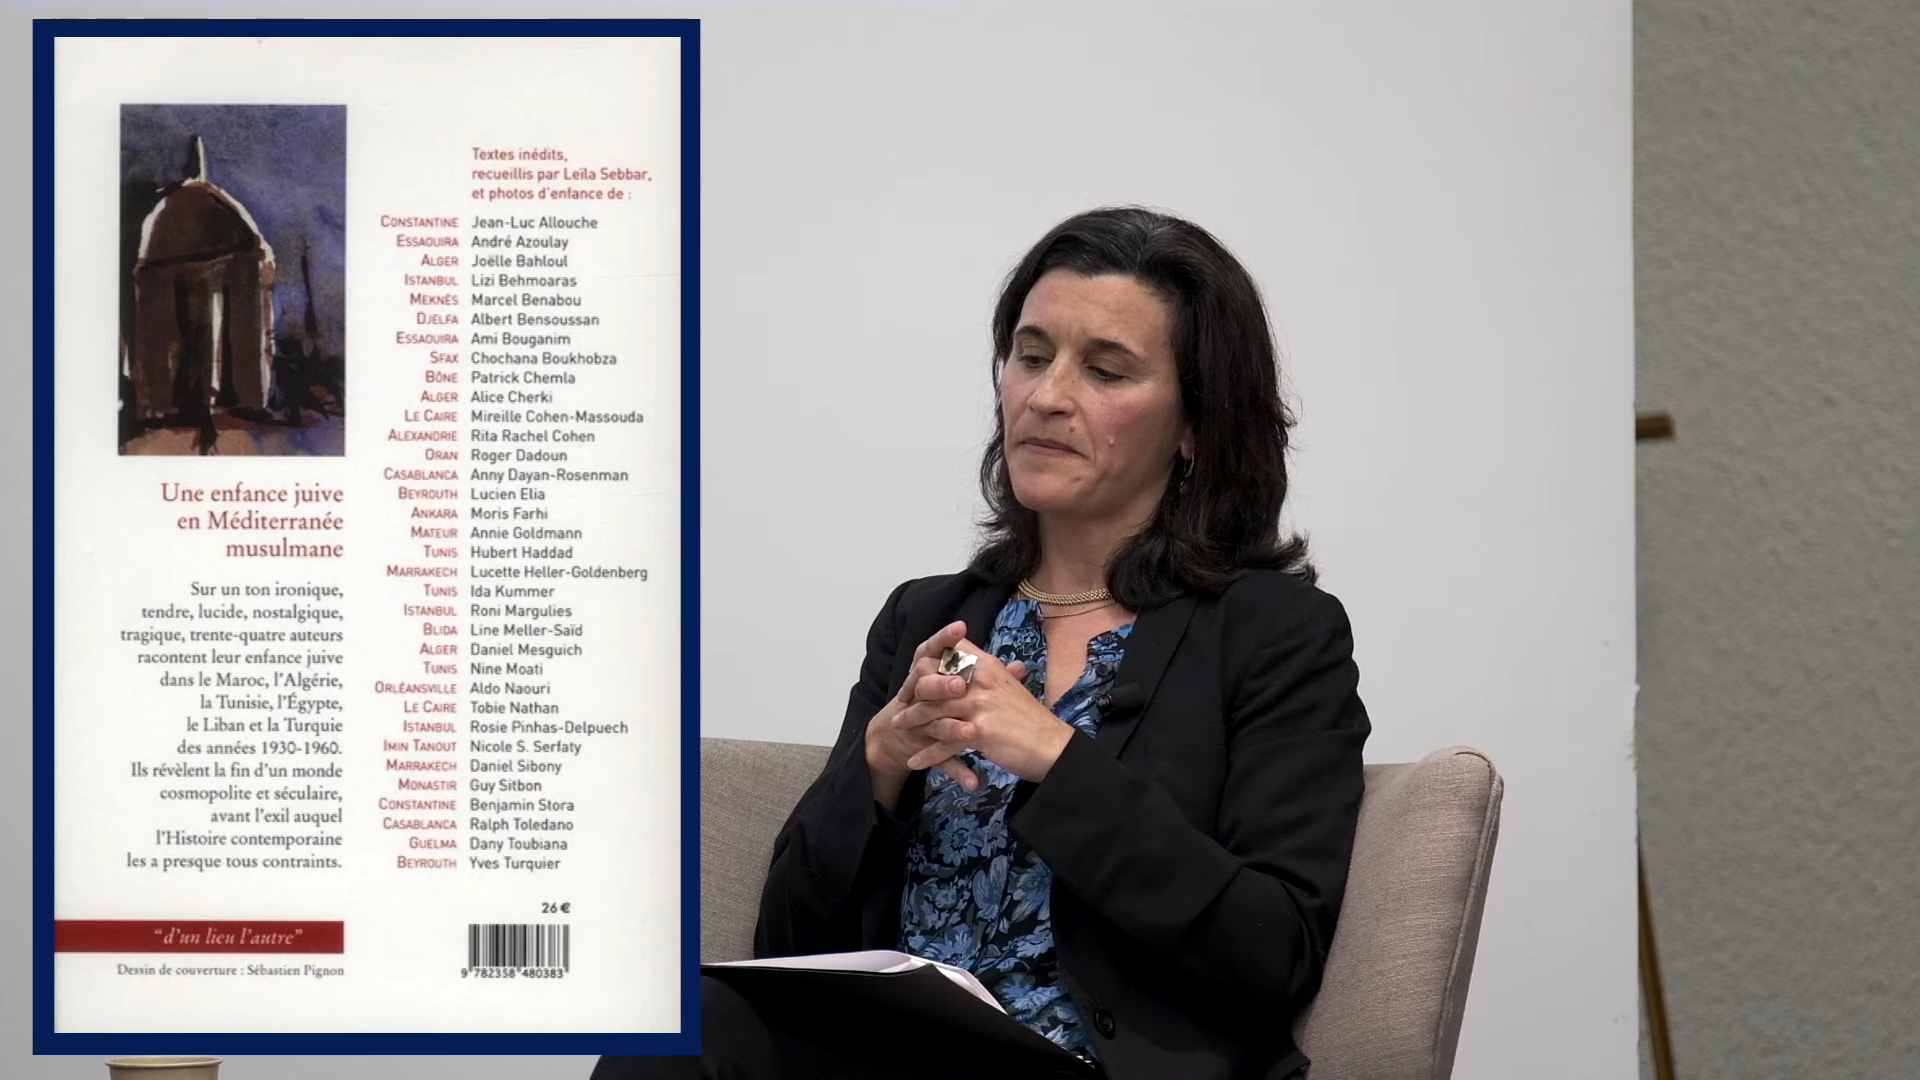 Textes inédits,
recueillis par Leïla Sebbar,
et photos d'enfance de :
CONSTANTINE Jean-Luc Allouche
ESSAOUIRA André Azoulay
ALGER Joëlle Bahloul
ISTANBUL Lizi Behmoaras
MEKNÈS Marcel Benabou
DJELFA Albert Bensoussan
ESSAOUIRA Ami Bouganim
SFAX Chochana Boukhobza
BÔNE Patrick Chemla
ALGER Alice Cherki
LE CAIRE Mireille Cohen-Massouda
ALEXANDRIE Rita Rachel Cohen
ORAN Roger Dadoun
CASABLANCA Anny Dayan-Rosenman
BEYROUTH Lucien Elia
ANKARA Moris Farhi
MATEUR Annie Goldmann
TUNIS Hubert Haddad
MARRAKECH Lucette Heller-Goldenberg
TUNIS Ida Kummer
ISTANBUL Roni Margulies
BLIDA Line Meller-Saïd
ALGER Daniel Mesguich
TUNIS Nine Moati
ORLÉANSVILLE Aldo Naouri
LE CAIRE Tobie Nathan
ISTANBUL Rosie Pinhas-Delpuech
IMIN TANOUT Nicole S. Serfaty
MARRAKECH Daniel Sibony
MONASTIR Guy Sitbon
CONSTANTINE Benjamin Stora
CASABLANCA Ralph Toledano
GUELMA Dany Toubiana
BEYROUTH Yves Turquier
Une enfance juive
en Méditerranée
musulmane
Sur un ton ironique,
tendre, lucide, nostalgique,
tragique, trente-quatre auteurs
racontent leur enfance juive
dans le Maroc, l'Algérie,
la Tunisie, l'Égypte,
le Liban et la Turquie
des années 1930-1960.
Ils révèlent la fin d'un monde
cosmopolite et séculaire,
avant l'exil auquel
l'Histoire contemporaine
les a presque tous contraints.
"d'un lieu l'autre"
Dessin de couverture : Sébastien Pignon
26 €
9 782358 480383